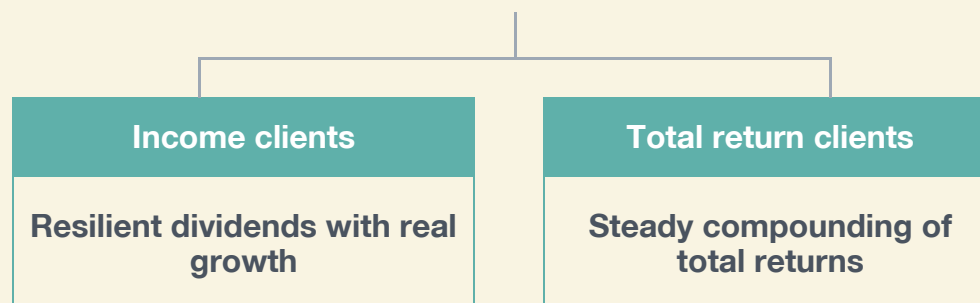 Income clients
Resilient dividends with real
growth
Total return clients
Steady compounding of
total returns